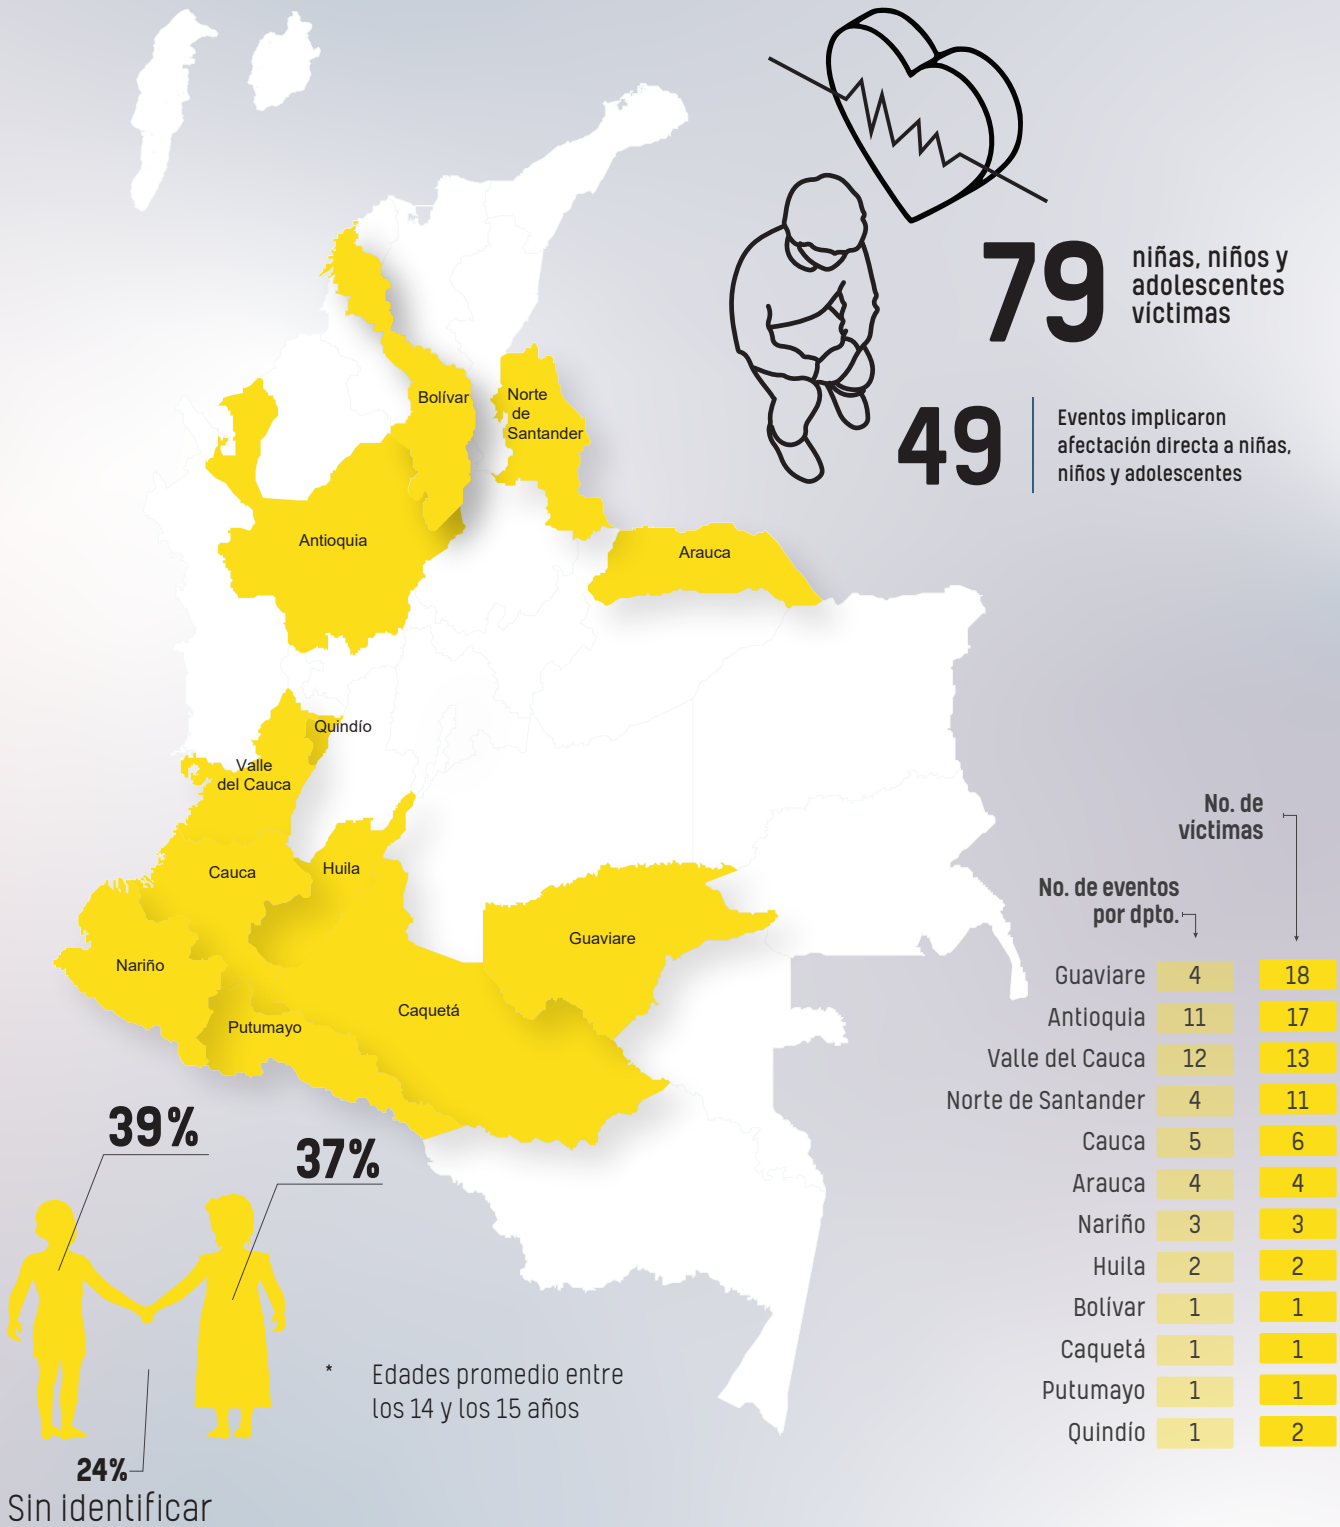 79
niñas, niños y
adolescentes
víctimas
49
Eventos implicaron
afectación directa a niñas,
niños y adolescentes
Bolívar
Norte
de
Santander
Antioquia
Arauca
Quindío
Valle
del Cauca
Cauca
Huila
Nariño
Guaviare
Caquetá
Putumayo
No. de
víctimas
No. de eventos
por dpto.
Guaviare 4 18
Antioquia 11 17
Valle del Cauca 12 13
Norte de Santander 4 11
Cauca 5 6
Arauca 4 4
Nariño 3 3
Huila 2 2
Bolívar 1 1
Caquetá 1 1
Putumayo 1 1
Quindío 1 2
39%
37%
* Edades promedio entre
los 14 y los 15 años
24%
Sin identificar